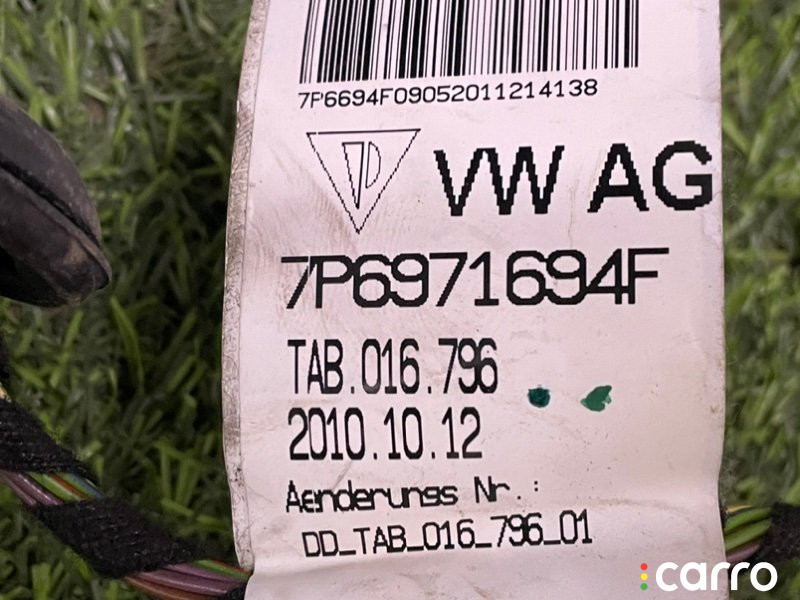 7P6694F09052011214138
VW AG
7P6971694F
TAB.016.796
2010.10.12
Aenderungs Nr.:
DD_TAB_016_796_01
carro